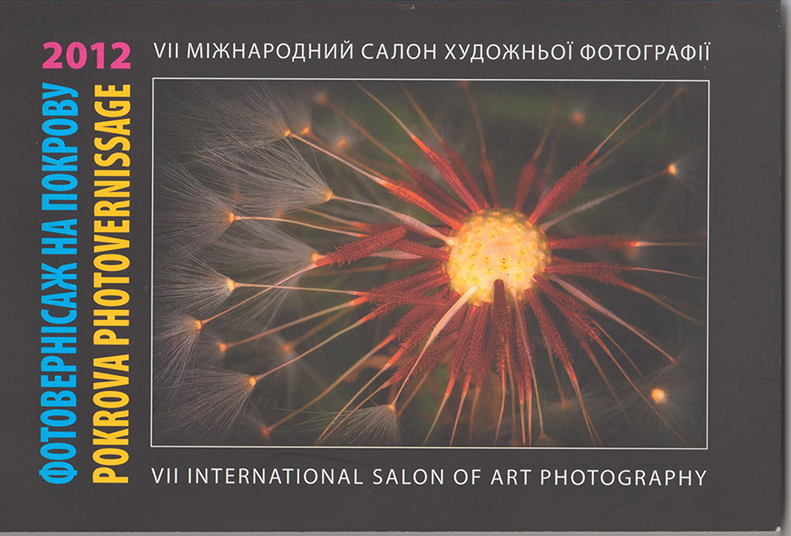 2012
VII МІЖНАРОДНИЙ САЛОН ХУДОЖНЬОЇ ФОТОГРАФІЇ
ФОТОВЕРНІСАЖ НА ПОКРОВУ
POKROVA PHOTOVERNISSAGE
VII INTERNATIONAL SALON OF ART PHOTOGRAPHY